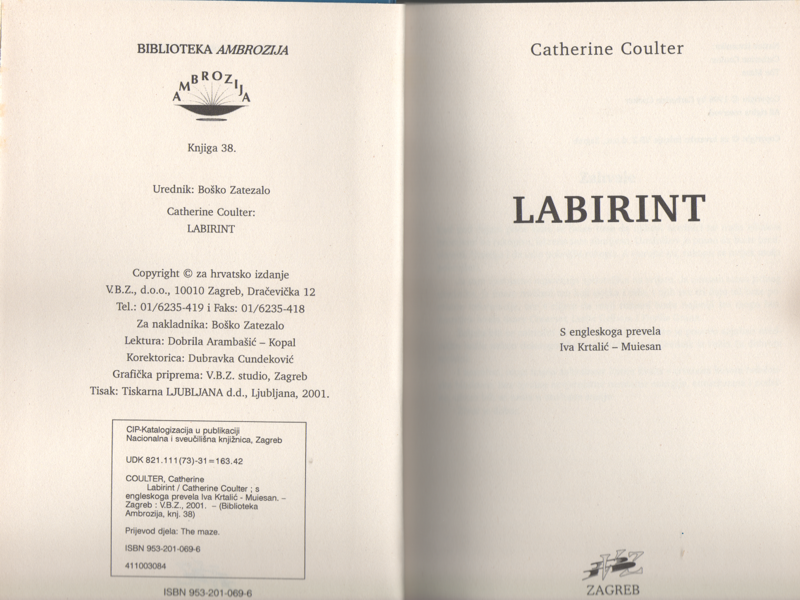 BIBLIOTEKA AMBROZIJA
AMBROZIJA
Knjiga 38.
Urednik: Boško Zatezalo
Catherine Coulter:
LABIRINT
Copyright © za hrvatsko izdanje
V.B.Z., d.o.o., 10010 Zagreb, Dračevička 12
Tel.: 01/6235-419 i Faks: 01/6235-418
Za nakladnika: Boško Zatezalo
Lektura: Dobrila Arambašić – Kopal
Korektorica: Dubravka Cundeković
Grafička priprema: V.B.Z. studio, Zagreb
Tisak: Tiskarna LJUBLJANA d.d., Ljubljana, 2001.
CIP-Katalogizacija u publikaciji
Nacionalna i sveučilišna knjižnica, Zagreb
UDK 821.111(73)-31=163.42
COULTER, Catherine
Labirint / Catherine Coulter ; s
engleskoga prevela Iva Krtalić - Muiesan. –
Zagreb : V.B.Z., 2001. – (Biblioteka
Ambrozija, knj. 38)
Prijevod djela: The maze.
ISBN 953-201-069-6
411003084
ISBN 953-201-069-6
Catherine Coulter
LABIRINT
S engleskoga prevela
Iva Krtalić – Muiesan
VBZ
ZAGREB